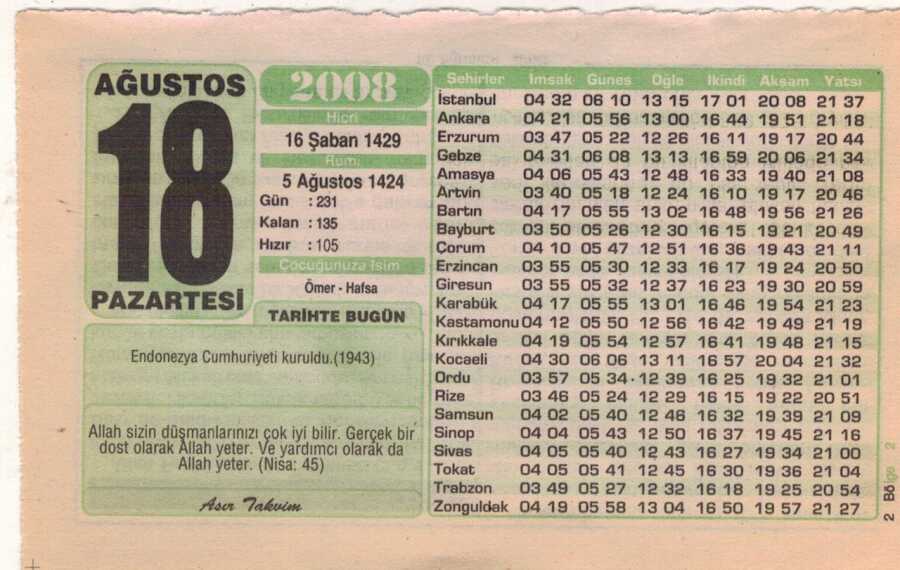 AĞUSTOS
18
PAZARTESİ
2008
Hicri
16 Şaban 1429
Rumi
5 Ağustos 1424
Gün : 231
Kalan : 135
Hızır : 105
Çocuğunuza İsim
Ömer - Hafsa
TARİHTE BUGÜN
Endonezya Cumhuriyeti kuruldu.(1943)
Allah sizin düşmanlarınızı çok iyi bilir. Gerçek bir
dost olarak Allah yeter. Ve yardımcı olarak da
Allah yeter. (Nisa: 45)
Asır Takvim
Şehirler İmsak Güneş Öğle İkindi Akşam Yatsı
İstanbul 04 32 06 10 13 15 17 01 20 08 21 37
Ankara 04 21 05 56 13 00 16 44 19 51 21 18
Erzurum 03 47 05 22 12 26 16 11 19 17 20 44
Gebze 04 31 06 08 13 13 16 59 20 06 21 34
Amasya 04 06 05 43 12 48 16 33 19 40 21 08
Artvin 03 40 05 18 12 24 16 10 19 17 20 46
Bartın 04 17 05 55 13 02 16 48 19 56 21 26
Bayburt 03 50 05 26 12 30 16 15 19 21 20 49
Çorum 04 10 05 47 12 51 16 36 19 43 21 11
Erzincan 03 55 05 30 12 33 16 17 19 24 20 50
Giresun 03 55 05 32 12 37 16 23 19 30 20 59
Karabük 04 17 05 55 13 01 16 46 19 54 21 23
Kastamonu 04 12 05 50 12 56 16 42 19 49 21 19
Kırıkkale 04 19 05 54 12 57 16 41 19 48 21 15
Kocaeli 04 30 06 06 13 11 16 57 20 04 21 32
Ordu 03 57 05 34 12 39 16 25 19 32 21 01
Rize 03 46 05 24 12 29 16 15 19 22 20 51
Samsun 04 02 05 40 12 46 16 32 19 39 21 09
Sinop 04 04 05 43 12 50 16 37 19 45 21 16
Sivas 04 05 05 40 12 43 16 27 19 34 21 00
Tokat 04 05 05 41 12 45 16 30 19 36 21 04
Trabzon 03 49 05 27 12 32 16 18 19 25 20 54
Zonguldak 04 19 05 58 13 04 16 50 19 57 21 27
2 Bölge 2